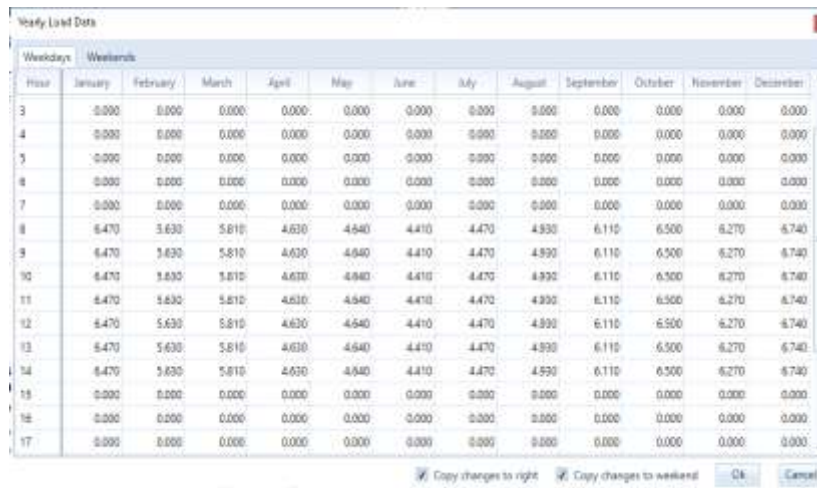 Yearly Load Data
Weekdays Weekends
Hour January February March April May June July August September October November December
3 0.000 0.000 0.000 0.000 0.000 0.000 0.000 0.000 0.000 0.000 0.000 0.000
4 0.000 0.000 0.000 0.000 0.000 0.000 0.000 0.000 0.000 0.000 0.000 0.000
5 0.000 0.000 0.000 0.000 0.000 0.000 0.000 0.000 0.000 0.000 0.000 0.000
6 0.000 0.000 0.000 0.000 0.000 0.000 0.000 0.000 0.000 0.000 0.000 0.000
7 0.000 0.000 0.000 0.000 0.000 0.000 0.000 0.000 0.000 0.000 0.000 0.000
8 6.470 5.630 5.810 4.630 4.640 4.410 4.470 4.930 6.110 6.500 6.270 6.740
9 6.470 5.630 5.810 4.630 4.640 4.410 4.470 4.930 6.110 6.500 6.270 6.740
10 6.470 5.630 5.810 4.630 4.640 4.410 4.470 4.930 6.110 6.500 6.270 6.740
11 6.470 5.630 5.810 4.630 4.640 4.410 4.470 4.930 6.110 6.500 6.270 6.740
12 6.470 5.630 5.810 4.630 4.640 4.410 4.470 4.930 6.110 6.500 6.270 6.740
13 6.470 5.630 5.810 4.630 4.640 4.410 4.470 4.930 6.110 6.500 6.270 6.740
14 6.470 5.630 5.810 4.630 4.640 4.410 4.470 4.930 6.110 6.500 6.270 6.740
15 0.000 0.000 0.000 0.000 0.000 0.000 0.000 0.000 0.000 0.000 0.000 0.000
16 0.000 0.000 0.000 0.000 0.000 0.000 0.000 0.000 0.000 0.000 0.000 0.000
17 0.000 0.000 0.000 0.000 0.000 0.000 0.000 0.000 0.000 0.000 0.000 0.000
Copy changes to right Copy changes to weekend Ok Cancel